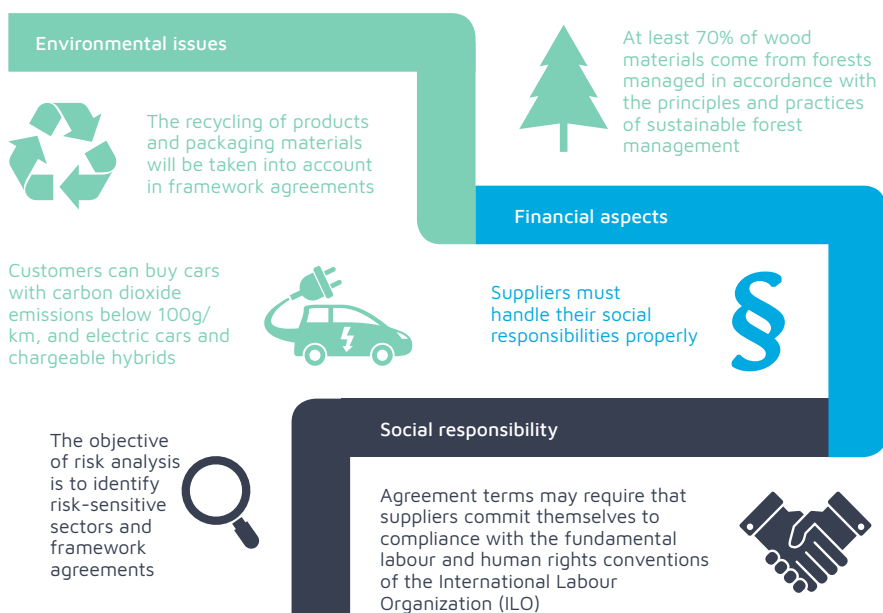 Environmental issues
The recycling of products
and packaging materials
will be taken into account
in framework agreements
At least 70% of wood
materials come from forests
managed in accordance with
the principles and practices
of sustainable forest
management
Customers can buy cars
with carbon dioxide
emissions below 100g/
km, and electric cars and
chargeable hybrids
Financial aspects
Suppliers must
handle their social
responsibilities properly
§
Social responsibility
The objective
of risk analysis
is to identify
risk-sensitive
sectors and
framework
agreements
Agreement terms may require that
suppliers commit themselves to
compliance with the fundamental
labour and human rights conventions
of the International Labour
Organization (ILO)